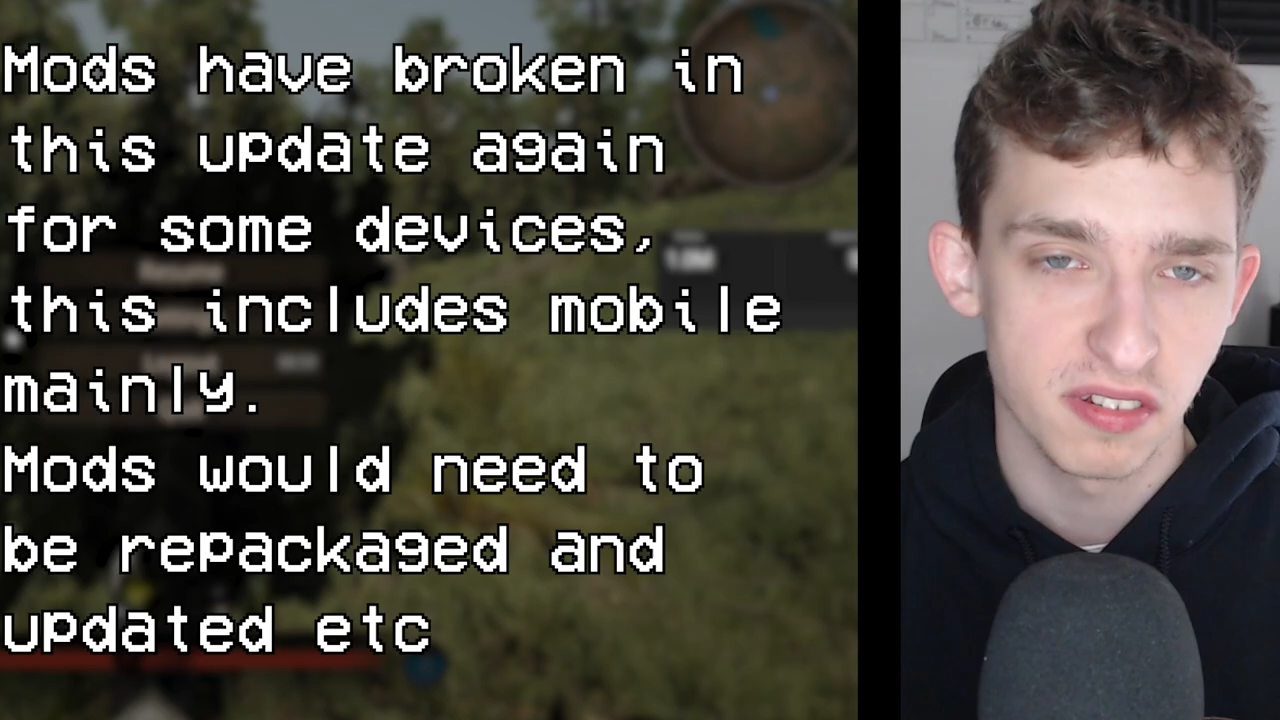 Mods have broken in
this update again
for some devices,
this includes mobile
mainly.
Mods would need to
be repackaged and
updated etc